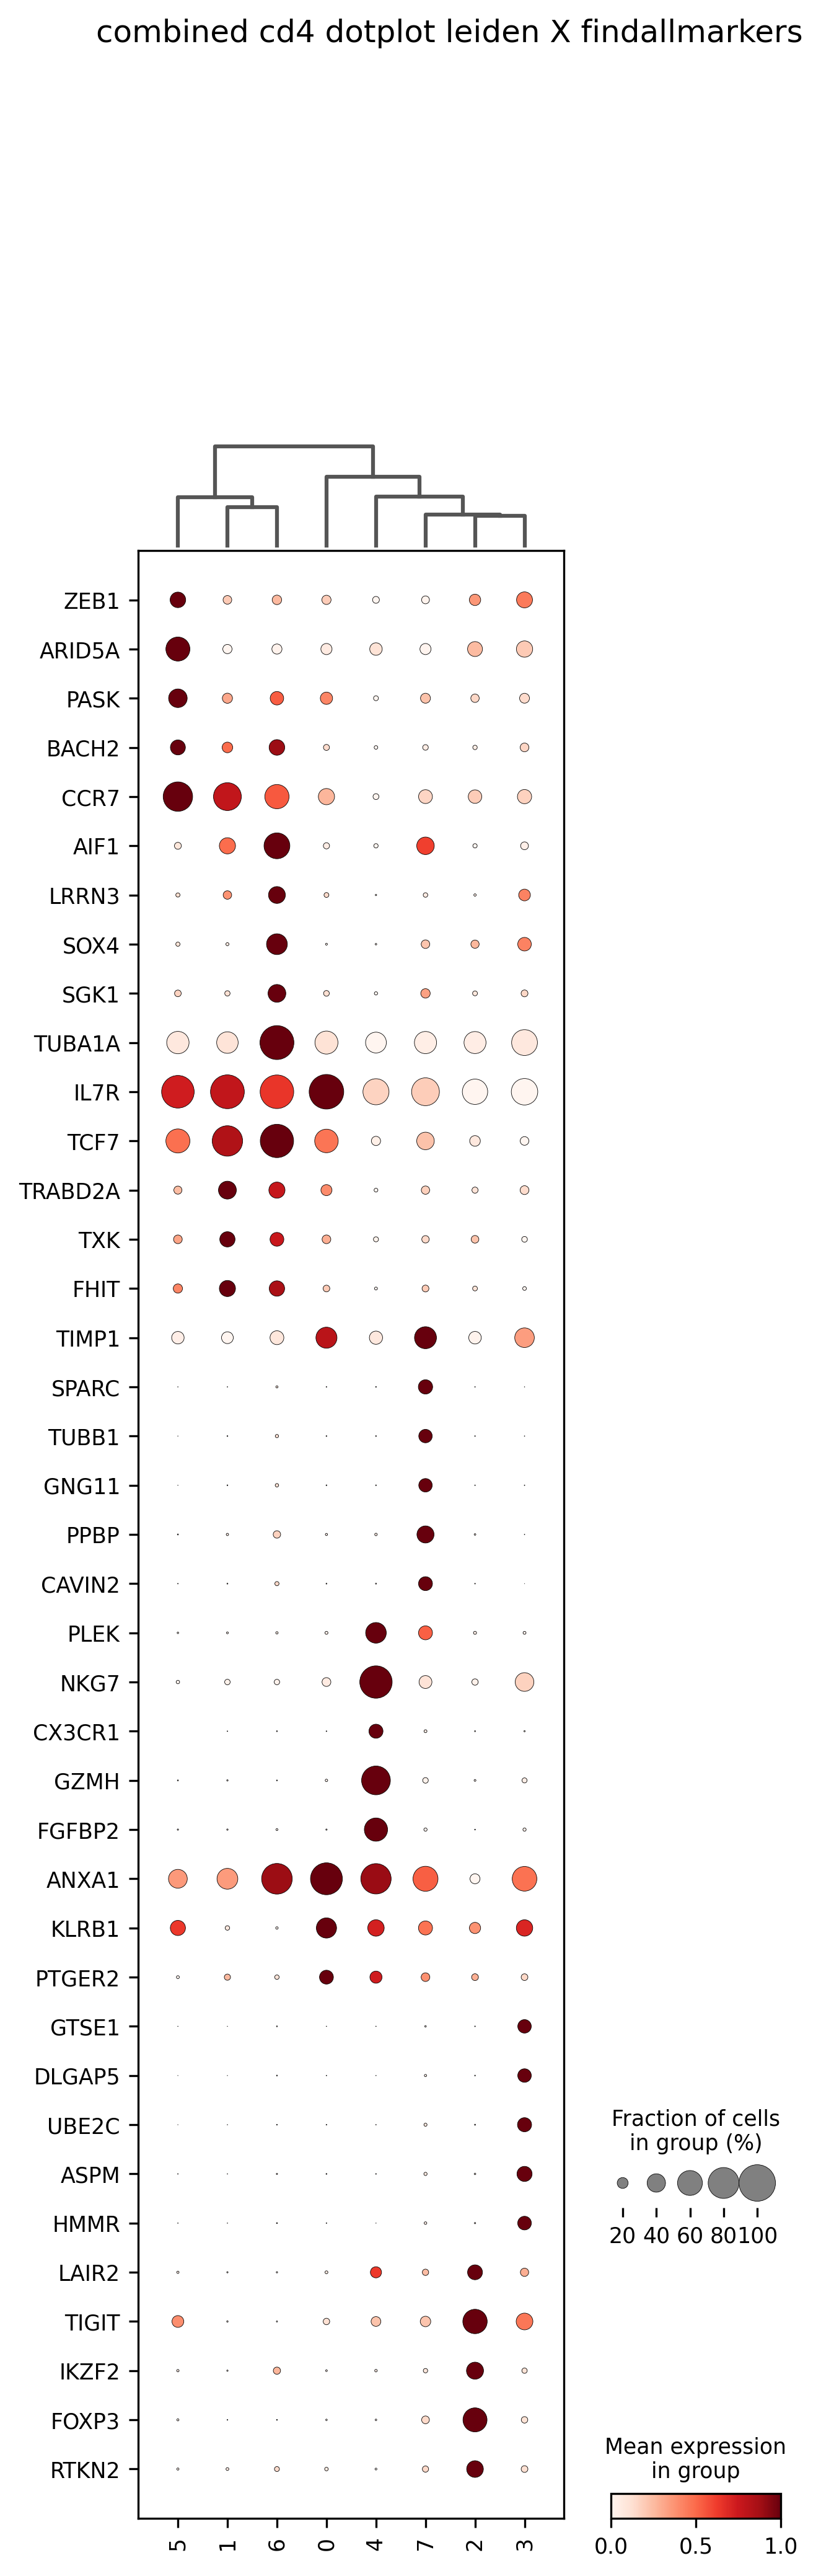 combined cd4 dotplot leiden X findallmarkers
ZEB1
ARID5A
PASK
BACH2
CCR7
AIF1
LRRN3
SOX4
SGK1
TUBA1A
IL7R
TCF7
TRABD2A
TXK
FHIT
TIMP1
SPARC
TUBB1
GNG11
PPBP
CAVIN2
PLEK
NKG7
CX3CR1
GZMH
FGFBP2
ANXA1
KLRB1
PTGER2
GTSE1
DLGAP5
UBE2C
ASPM
HMMR
LAIR2
TIGIT
IKZF2
FOXP3
RTKN2
5 1 6 0 4 7 2 3
Fraction of cells
in group (%)
20 40 60 80 100
Mean expression
in group
0.0 0.5 1.0